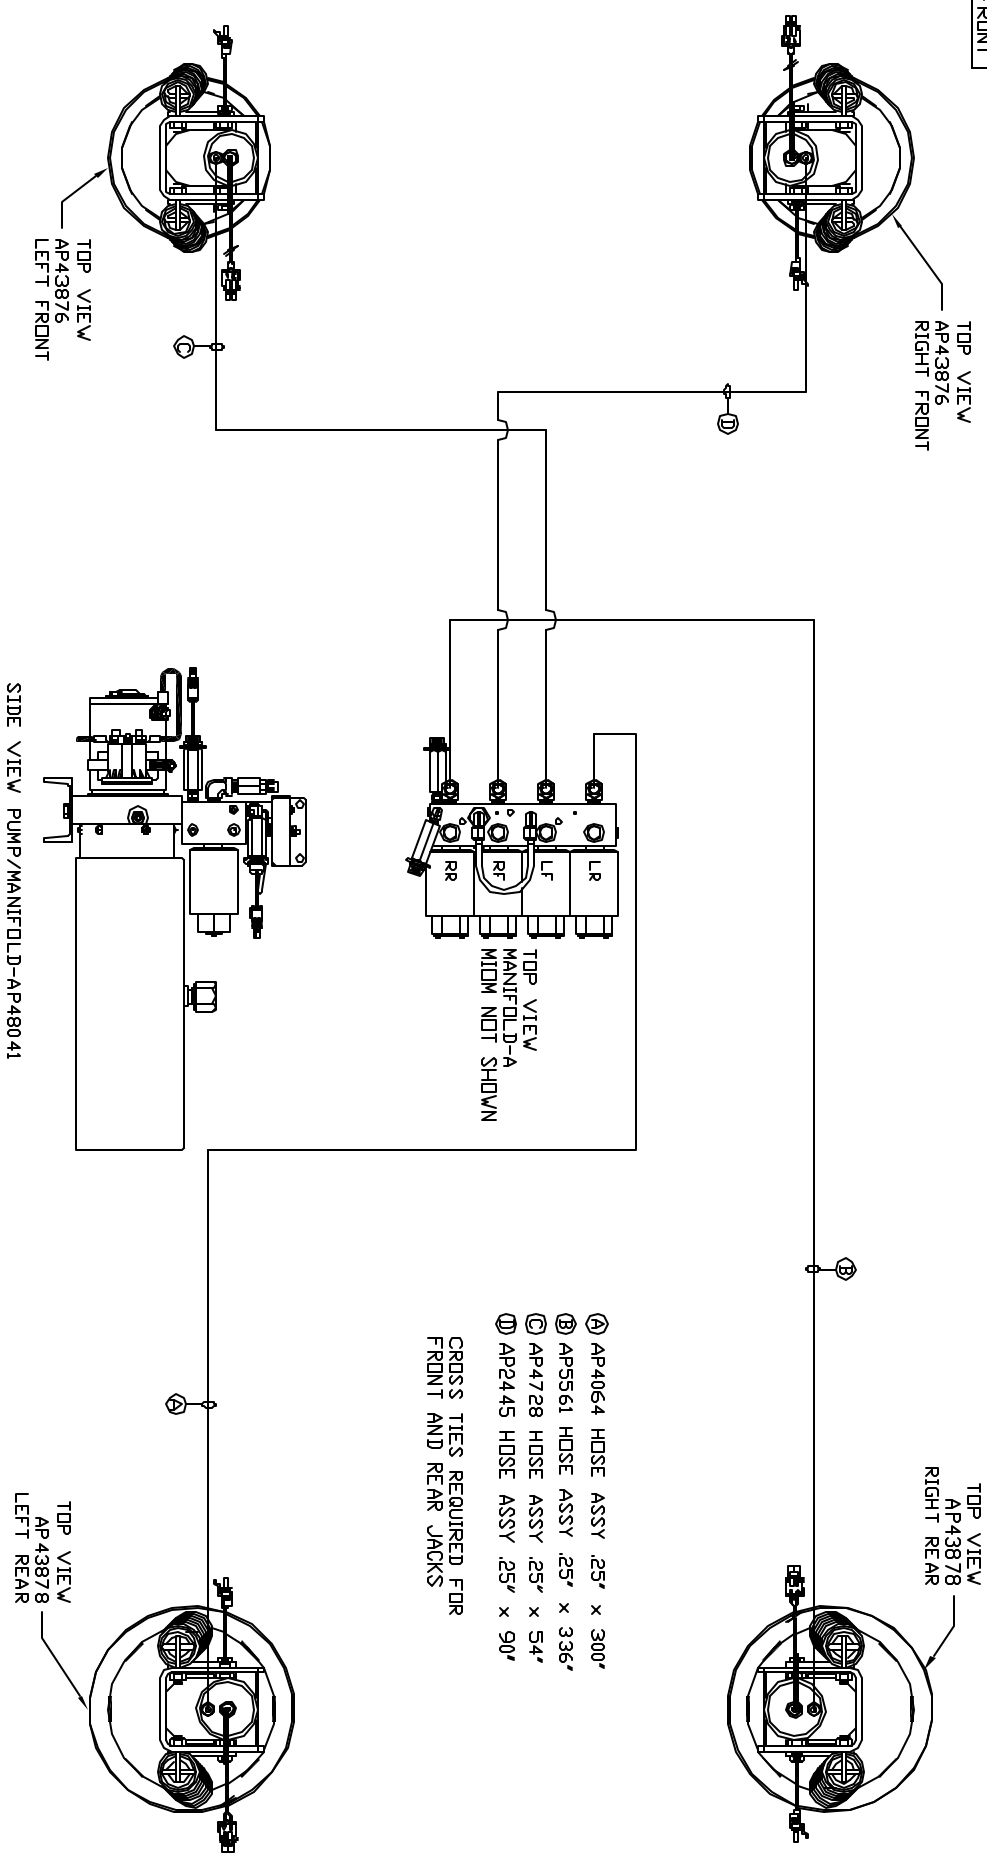 FRONT
TOP VIEW
AP43876
RIGHT FRONT
TOP VIEW
AP43878
RIGHT REAR
D
B
A AP4064 HOSE ASSY .25" x 300"
B AP5561 HOSE ASSY .25" x 336"
C AP4728 HOSE ASSY .25" x 54"
D AP2445 HOSE ASSY .25" x 90"
CROSS TIES REQUIRED FOR
FRONT AND REAR JACKS
LR
LF
RF
RR
TOP VIEW
MANIFOLD-A
MIOM NOT SHOWN
C
A
TOP VIEW
AP43876
LEFT FRONT
SIDE VIEW PUMP/MANIFOLD-AP48041
TOP VIEW
AP43878
LEFT REAR